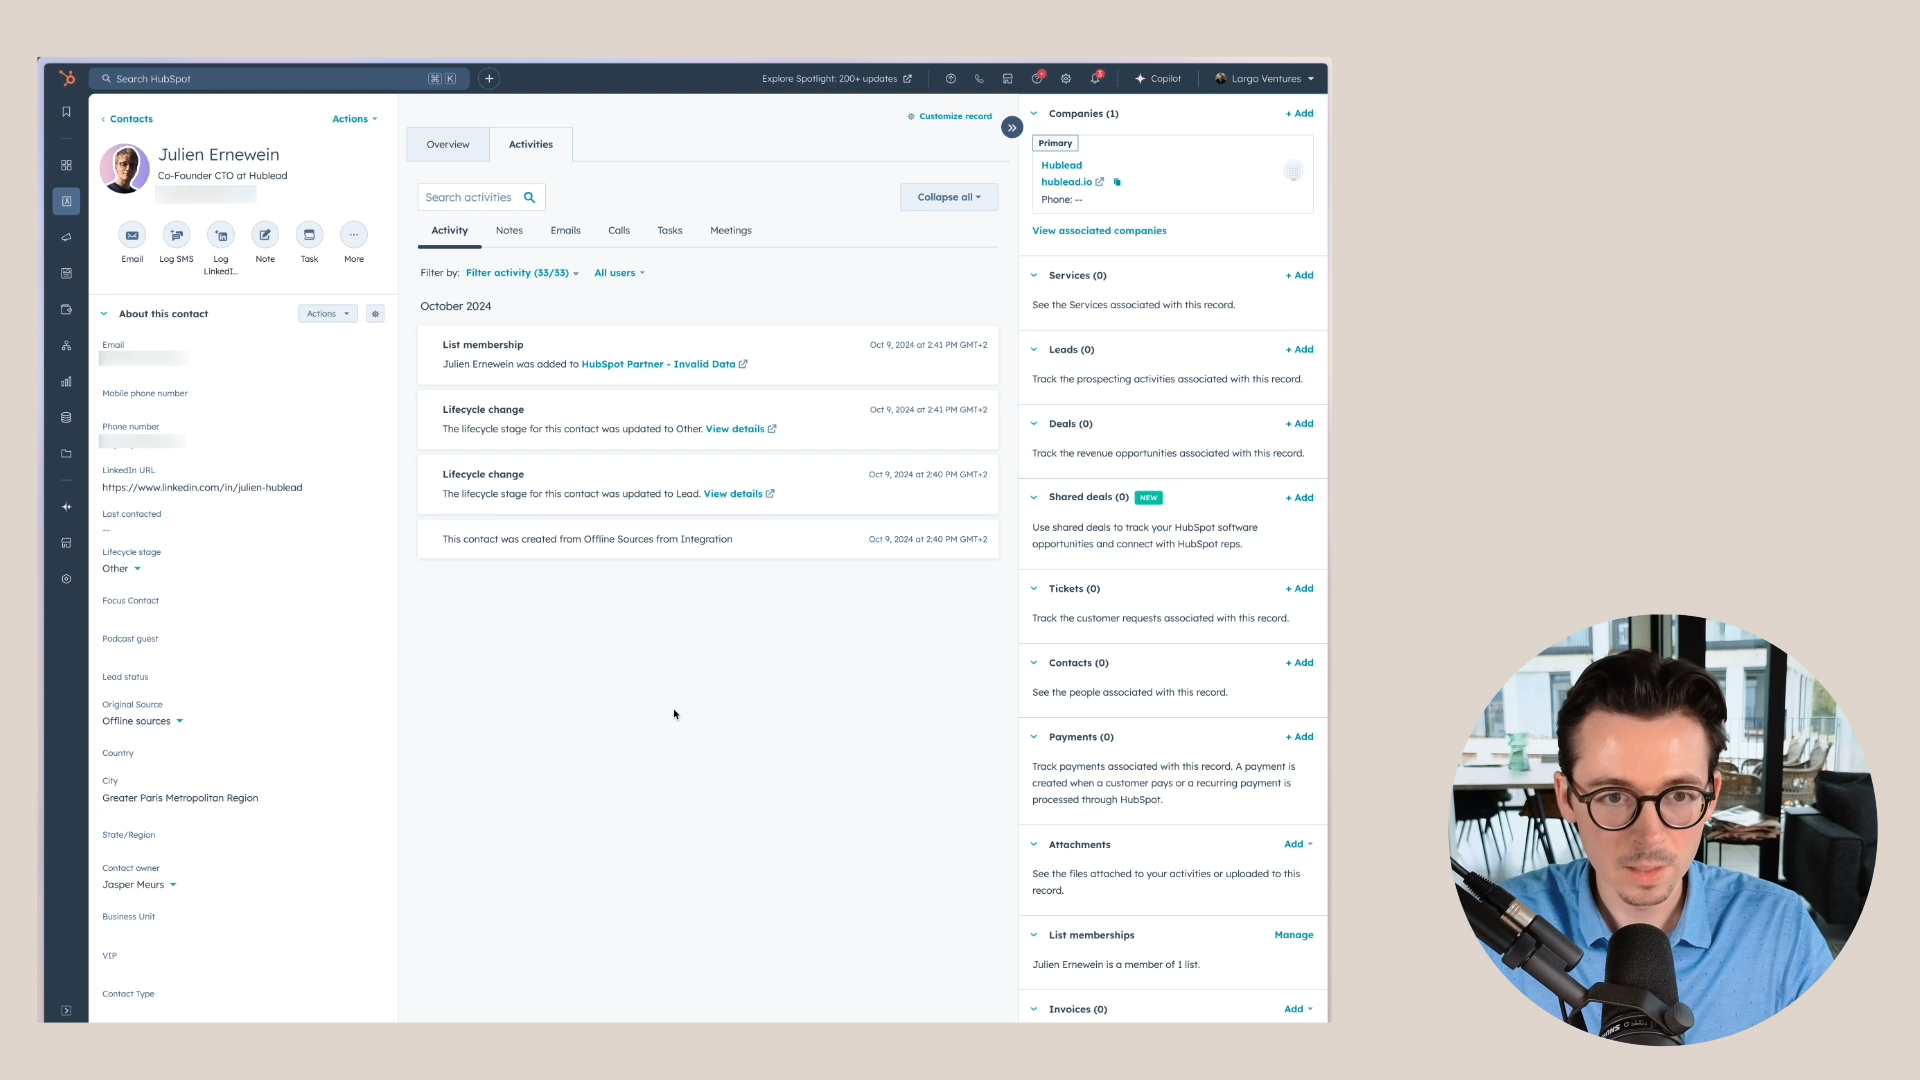 Search HubSpot
⌘ K
Explore Spotlight: 200+ updates
Copilot
Largo Ventures
Contacts
Actions
Julien Ernewein
Co-Founder CTO at Hublead
Email
Log SMS
Log LinkedI...
Note
Task
More
About this contact
Actions
Email
Mobile phone number
Phone number
LinkedIn URL
https://www.linkedin.com/in/julien-hublead
Last contacted
--
Lifecycle stage
Other
Focus Contact
Podcast guest
Lead status
Original Source
Offline sources
Country
City
Greater Paris Metropolitan Region
State/Region
Contact owner
Jasper Meurs
Business Unit
VIP
Contact Type
Customize record
Overview
Activities
Search activities
Collapse all
Activity
Notes
Emails
Calls
Tasks
Meetings
Filter by: Filter activity (33/33)
All users
October 2024
List membership
Oct 9, 2024 at 2:41 PM GMT+2
Julien Ernewein was added to HubSpot Partner - Invalid Data
Lifecycle change
Oct 9, 2024 at 2:41 PM GMT+2
The lifecycle stage for this contact was updated to Other. View details
Lifecycle change
Oct 9, 2024 at 2:40 PM GMT+2
The lifecycle stage for this contact was updated to Lead. View details
This contact was created from Offline Sources from Integration
Oct 9, 2024 at 2:40 PM GMT+2
Companies (1)
+ Add
Primary
Hublead
hublead.io
Phone: --
View associated companies
Services (0)
+ Add
See the Services associated with this record.
Leads (0)
+ Add
Track the prospecting activities associated with this record.
Deals (0)
+ Add
Track the revenue opportunities associated with this record.
Shared deals (0)
NEW
+ Add
Use shared deals to track your HubSpot software
opportunities and connect with HubSpot reps.
Tickets (0)
+ Add
Track the customer requests associated with this record.
Contacts (0)
+ Add
See the people associated with this record.
Payments (0)
+ Add
Track payments associated with this record. A payment is
created when a customer pays or a recurring payment is
processed through HubSpot.
Attachments
Add
See the files attached to your activities or uploaded to this
record.
List memberships
Manage
Julien Ernewein is a member of 1 list.
Invoices (0)
Add